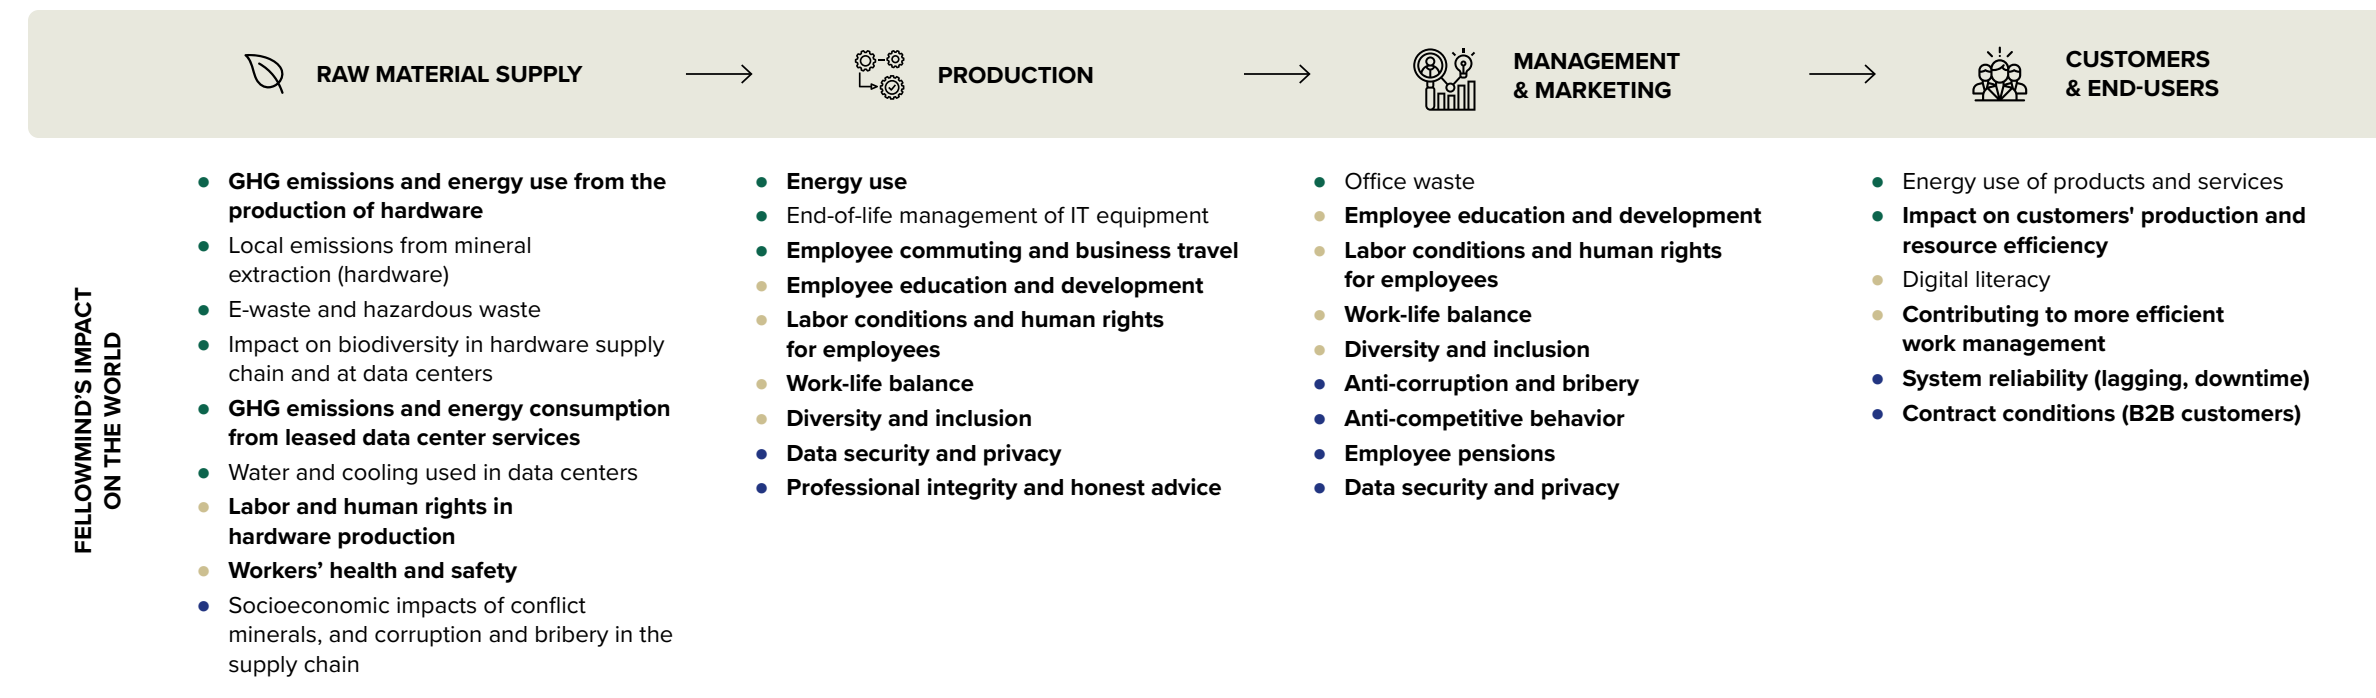 RAW MATERIAL SUPPLY
PRODUCTION
MANAGEMENT
& MARKETING
CUSTOMERS
& END-USERS
FELLOWMIND’S IMPACT
ON THE WORLD
GHG emissions and energy use from the
production of hardware
Local emissions from mineral
extraction (hardware)
E-waste and hazardous waste
Impact on biodiversity in hardware supply
chain and at data centers
GHG emissions and energy consumption
from leased data center services
Water and cooling used in data centers
Labor and human rights in
hardware production
Workers’ health and safety
Socioeconomic impacts of conflict
minerals, and corruption and bribery in the
supply chain
Energy use
End-of-life management of IT equipment
Employee commuting and business travel
Employee education and development
Labor conditions and human rights
for employees
Work-life balance
Diversity and inclusion
Data security and privacy
Professional integrity and honest advice
Office waste
Employee education and development
Labor conditions and human rights
for employees
Work-life balance
Diversity and inclusion
Anti-corruption and bribery
Anti-competitive behavior
Employee pensions
Data security and privacy
Energy use of products and services
Impact on customers' production and
resource efficiency
Digital literacy
Contributing to more efficient
work management
System reliability (lagging, downtime)
Contract conditions (B2B customers)